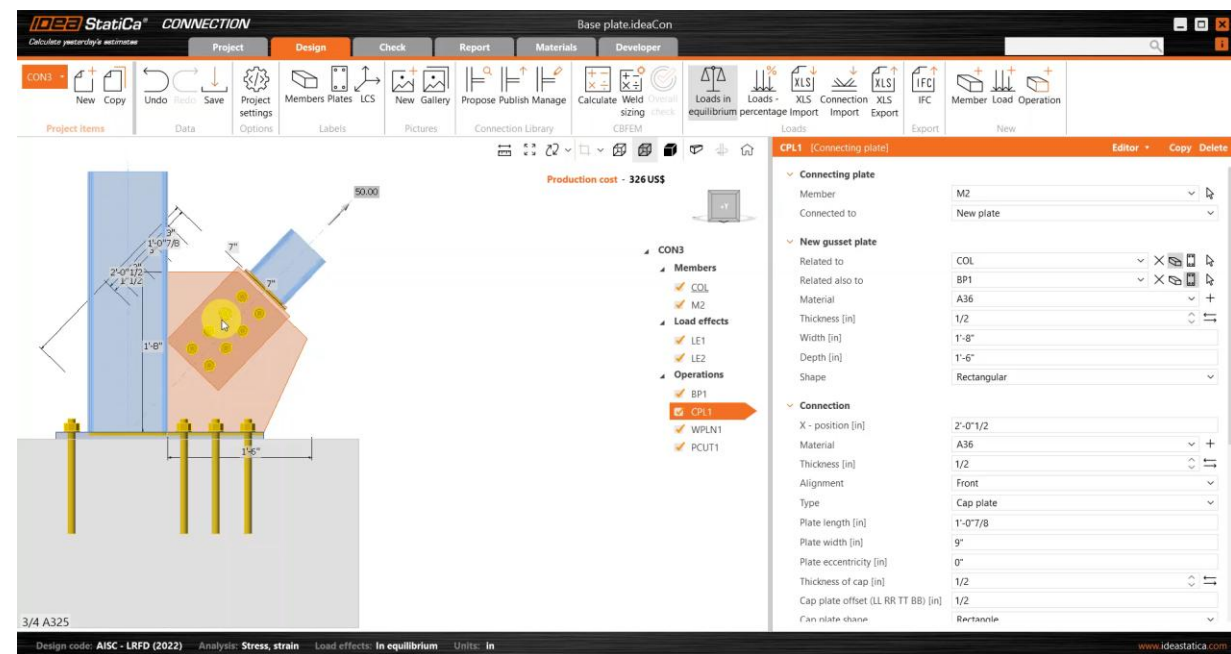 IDEA StatiCa® CONNECTION
Calculate yesterday's estimates
Base plate.ideaCon
Project Design Check Report Materials Developer
CON3
New Copy Undo Redo Save Project settings Members Plates LCS New Gallery Propose Publish Manage Calculate Weld sizing Overall check Loads in equilibrium Loads - percentage XLS Import Connection Import XLS Export IFC Member Load Operation
Project items Data Options Labels Pictures Connection Library CBFEM Loads Export New
Production cost - 326 US$
50.00
3"
1'-0"7/8
7"
2'-0"1/2
1"1/2
7"
1'-8"
1'-6"
3/4 A325
+Y
CON3
Members
COL
M2
Load effects
LE1
LE2
Operations
BP1
CPL1
WPLN1
PCUT1
CPL1 [Connecting plate] Editor Copy Delete
Connecting plate
Member M2
Connected to New plate
New gusset plate
Related to COL
Related also to BP1
Material A36
Thickness [in] 1/2
Width [in] 1'-8"
Depth [in] 1'-6"
Shape Rectangular
Connection
X - position [in] 2'-0"1/2
Material A36
Thickness [in] 1/2
Alignment Front
Type Cap plate
Plate length [in] 1'-0"7/8
Plate width [in] 9"
Plate eccentricity [in] 0"
Thickness of cap [in] 1/2
Cap plate offset (LL RR TT BB) [in] 1/2
Cap plate shape Rectangle
Design code: AISC - LRFD (2022) Analysis: Stress, strain Load effects: In equilibrium Units: in www.ideastatica.com